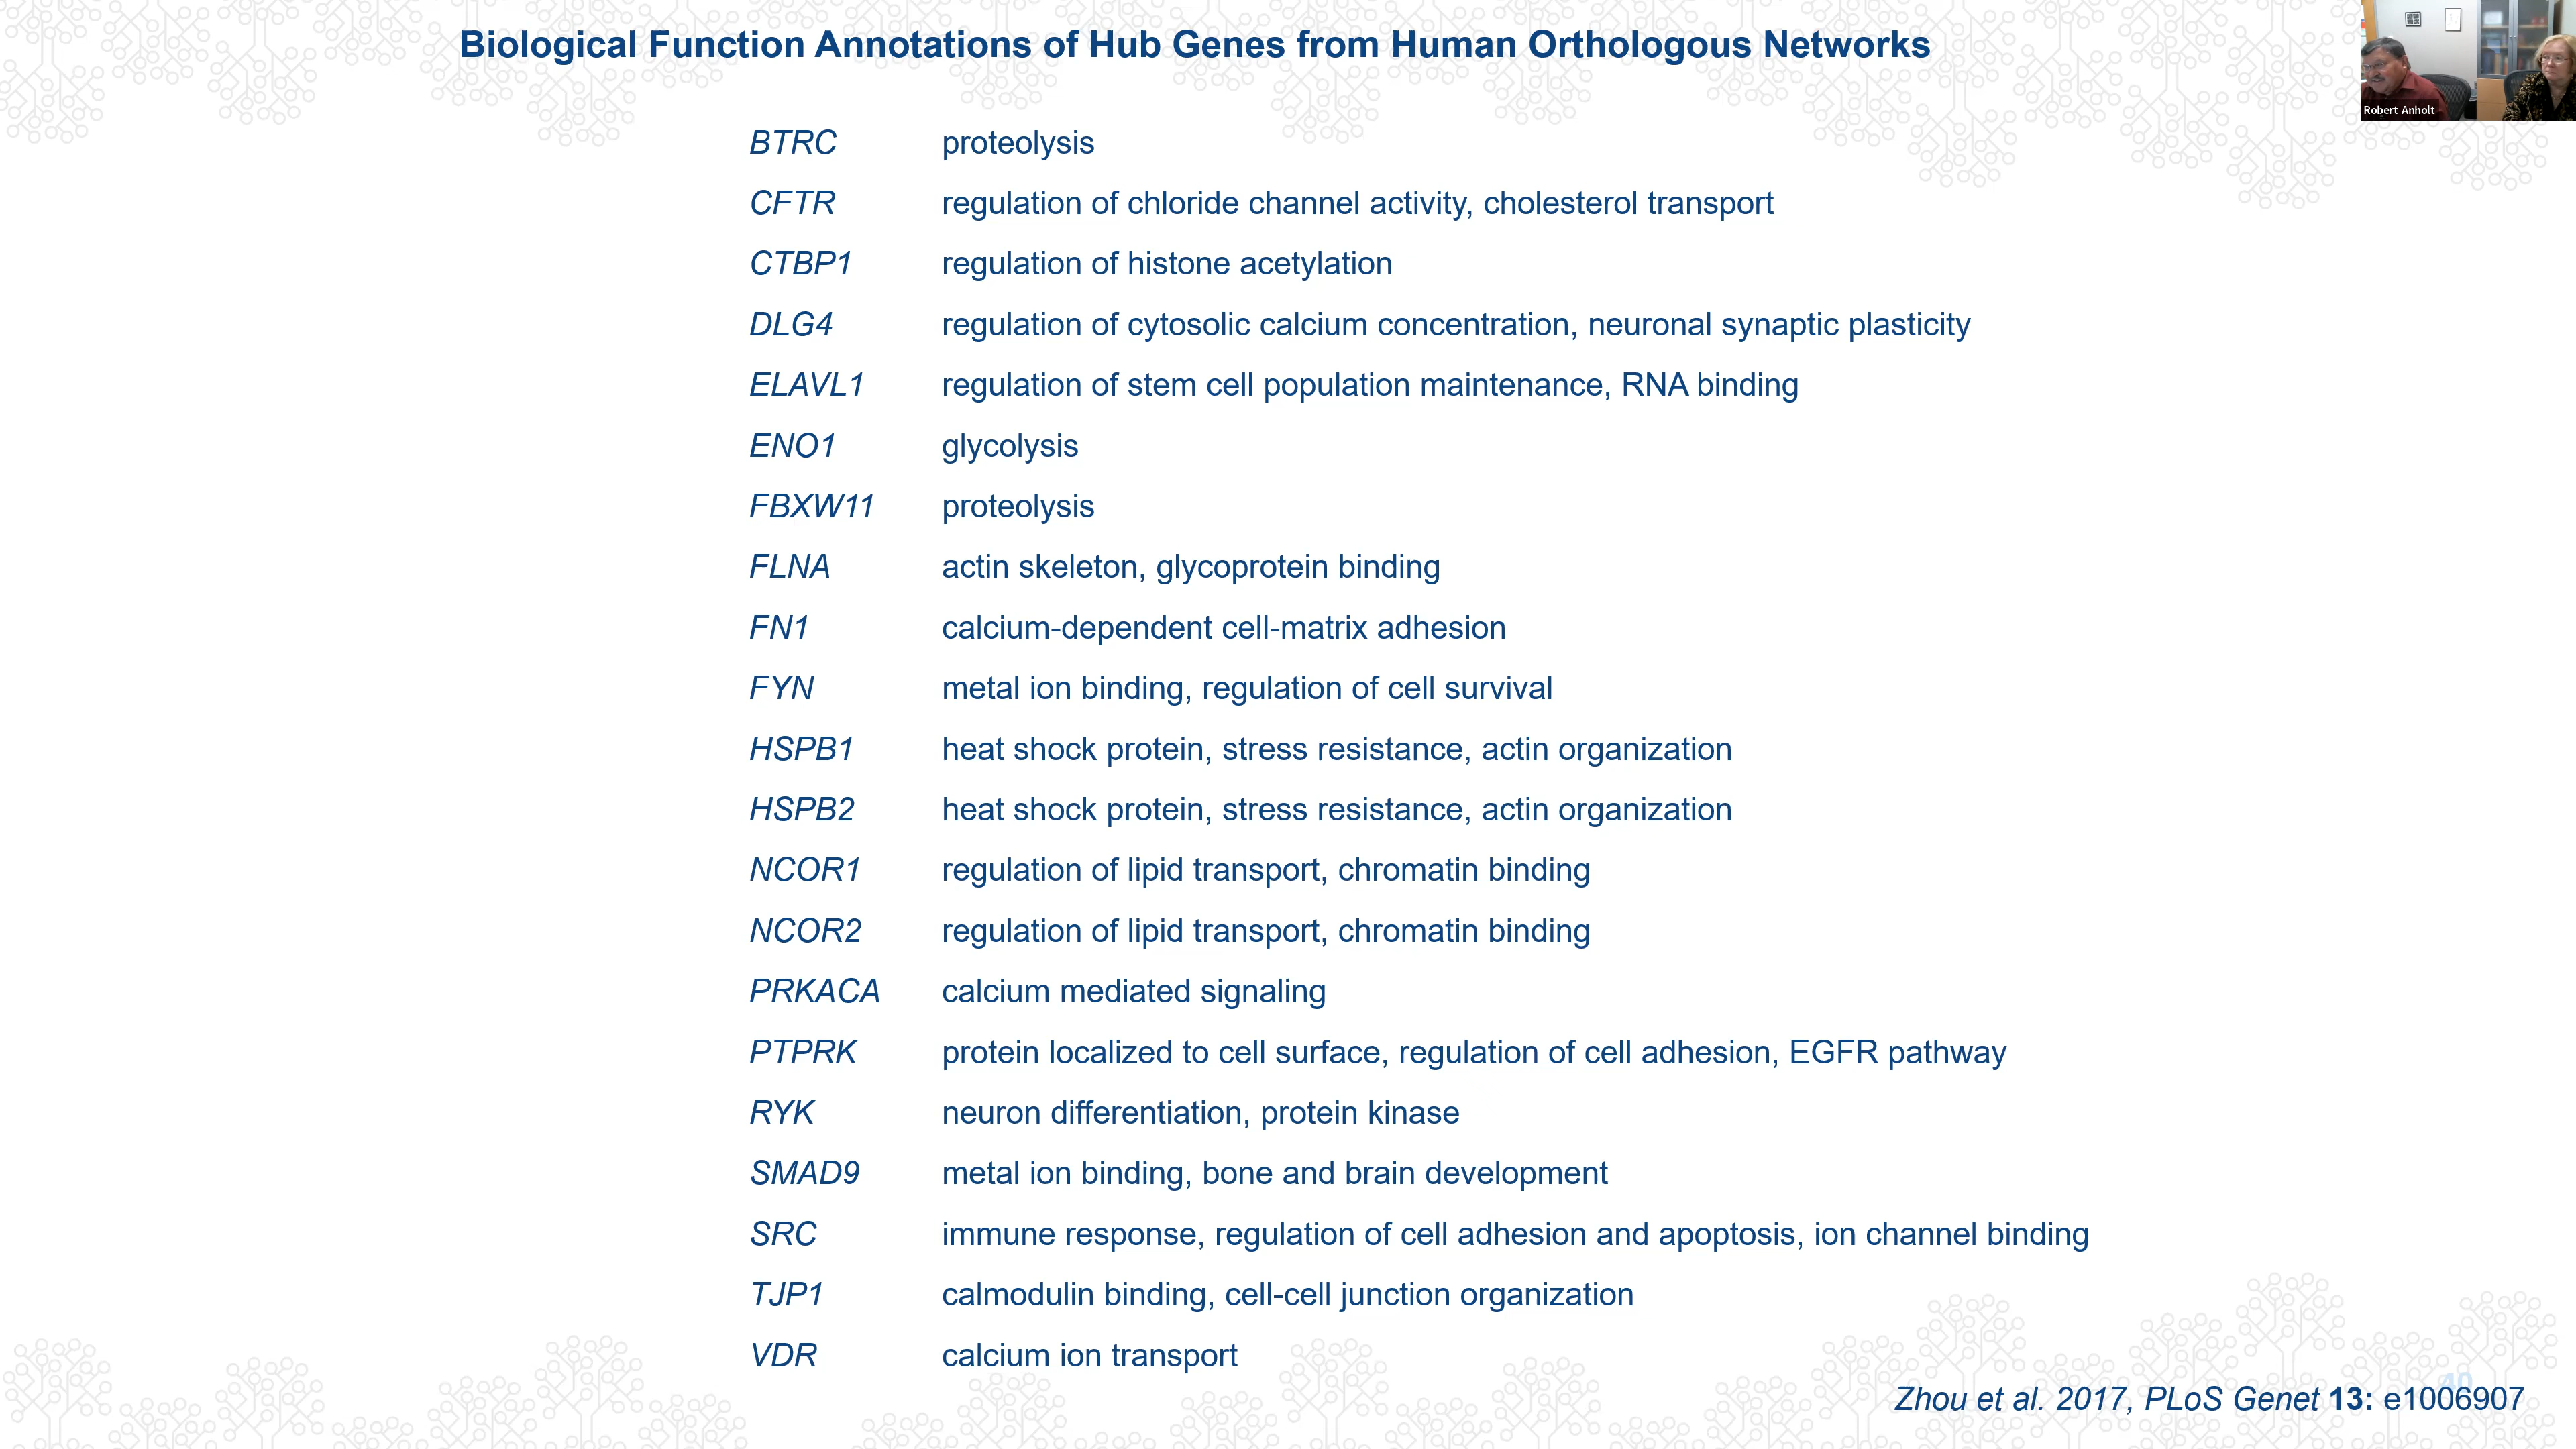 Biological Function Annotations of Hub Genes from Human Orthologous Networks
Robert Anholt
BTRC proteolysis
CFTR regulation of chloride channel activity, cholesterol transport
CTBP1 regulation of histone acetylation
DLG4 regulation of cytosolic calcium concentration, neuronal synaptic plasticity
ELAVL1 regulation of stem cell population maintenance, RNA binding
ENO1 glycolysis
FBXW11 proteolysis
FLNA actin skeleton, glycoprotein binding
FN1 calcium-dependent cell-matrix adhesion
FYN metal ion binding, regulation of cell survival
HSPB1 heat shock protein, stress resistance, actin organization
HSPB2 heat shock protein, stress resistance, actin organization
NCOR1 regulation of lipid transport, chromatin binding
NCOR2 regulation of lipid transport, chromatin binding
PRKACA calcium mediated signaling
PTPRK protein localized to cell surface, regulation of cell adhesion, EGFR pathway
RYK neuron differentiation, protein kinase
SMAD9 metal ion binding, bone and brain development
SRC immune response, regulation of cell adhesion and apoptosis, ion channel binding
TJP1 calmodulin binding, cell-cell junction organization
VDR calcium ion transport
40
Zhou et al. 2017, PLoS Genet 13: e1006907